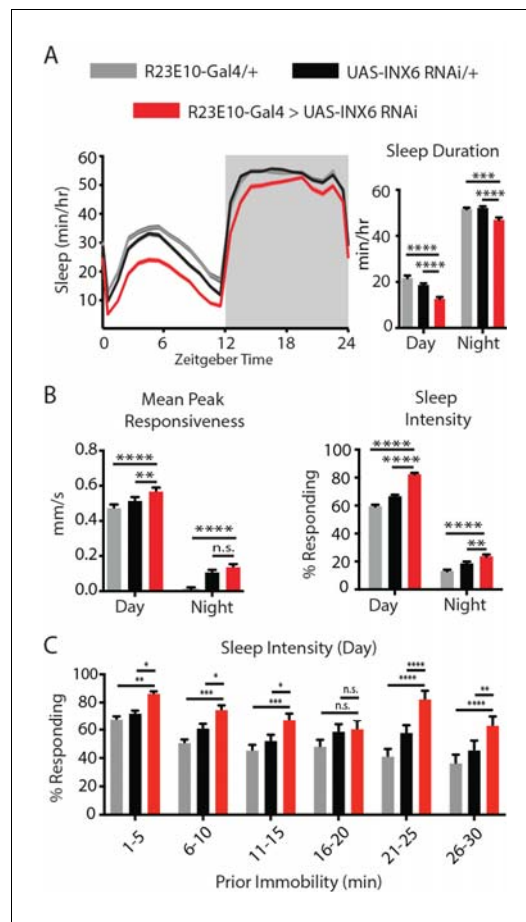 A
R23E10-Gal4/+
UAS-INX6 RNAi/+
R23E10-Gal4 > UAS-INX6 RNAi
Sleep (min/hr)
60
50
40
30
20
10
0
6
12
18
24
Zeitgeber Time
Sleep Duration
min/hr
60
40
20
0
****
****
***
****
Day
Night
B
Mean Peak
Responsiveness
mm/s
0.8
0.6
0.4
0.2
0.0
****
**
****
n.s.
Day
Night
Sleep
Intensity
% Responding
100
80
60
40
20
0
****
****
****
**
Day
Night
C
Sleep Intensity (Day)
% Responding
100
80
60
40
20
0
*
**
*
***
*
***
n.s.
n.s.
****
****
**
****
1-5
6-10
11-15
16-20
21-25
26-30
Prior Immobility (min)